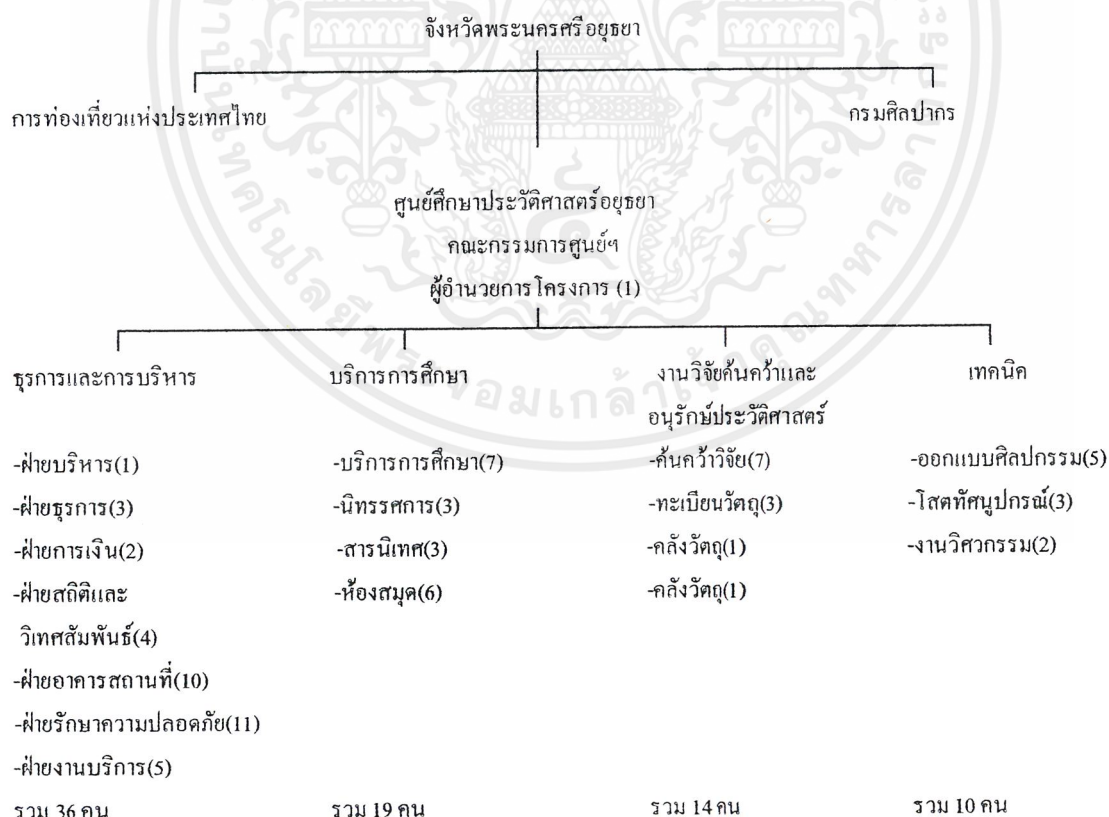 จังหวัดพระนครศรีอยุธยา
การท่องเที่ยวแห่งประเทศไทย
กรมศิลปากร
ศูนย์ศึกษาประวัติศาสตร์อยุธยา
คณะกรรมการศูนย์ฯ
ผู้อำนวยการโครงการ (1)
ธุรการและการบริหาร
-ฝ่ายบริหาร(1)
-ฝ่ายธุรการ(3)
-ฝ่ายการเงิน(2)
-ฝ่ายสถิติและ
วิเทศสัมพันธ์(4)
-ฝ่ายอาคารสถานที่(10)
-ฝ่ายรักษาความปลอดภัย(11)
-ฝ่ายงานบริการ(5)
รวม 36 คน
บริการการศึกษา
-บริการการศึกษา(7)
-นิทรรศการ(3)
-สารนิเทศ(3)
-ห้องสมุด(6)
รวม 19 คน
งานวิจัยค้นคว้าและ
อนุรักษ์ประวัติศาสตร์
-ค้นคว้าวิจัย(7)
-ทะเบียนวัตถุ(3)
-คลังวัตถุ(1)
-คลังวัตถุ(1)
รวม 14 คน
เทคนิค
-ออกแบบศิลปกรรม(5)
-โสตทัศนูปกรณ์(3)
-งานวิศวกรรม(2)
รวม 10 คน